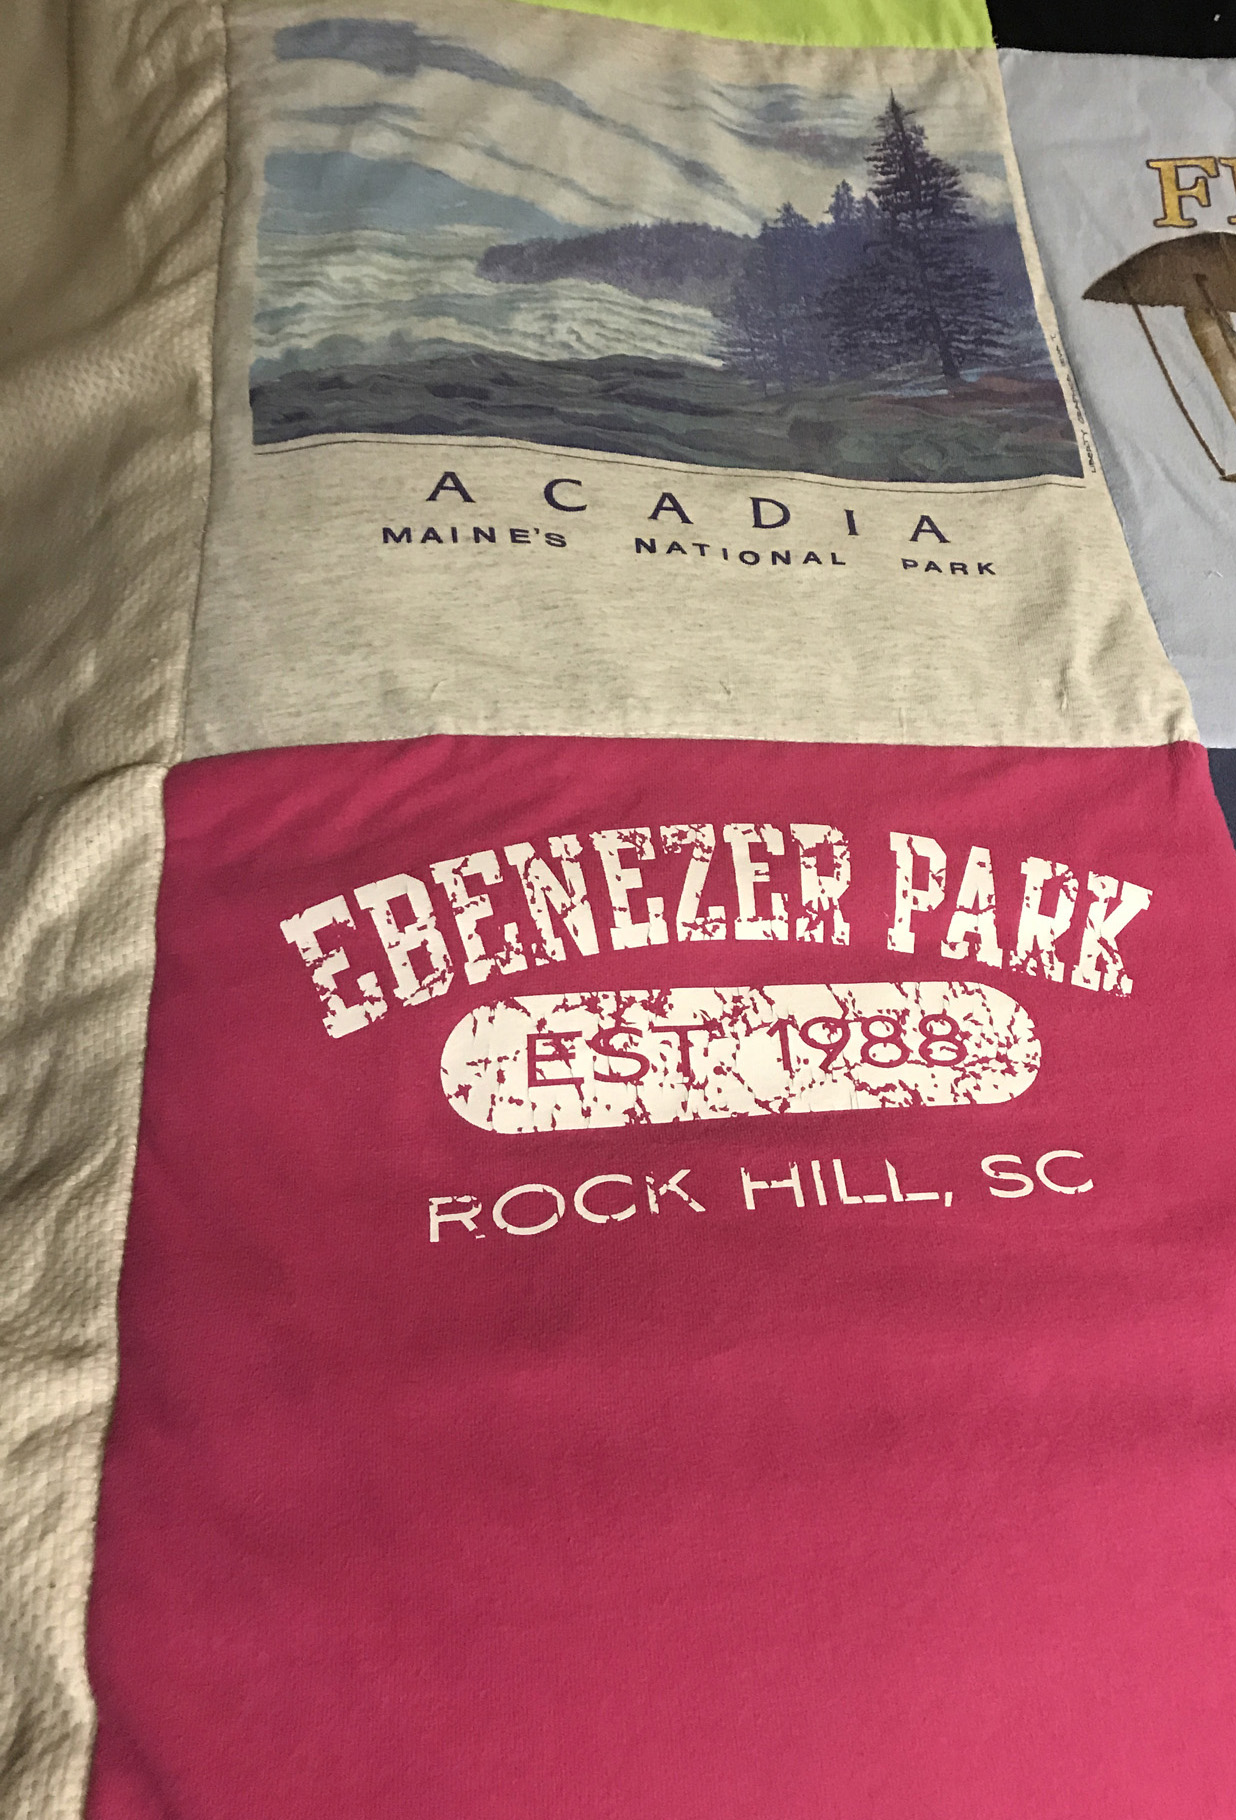 ACADIA
MAINE'S NATIONAL PARK
EBENEZER PARK
EST. 1988
ROCK HILL, SC